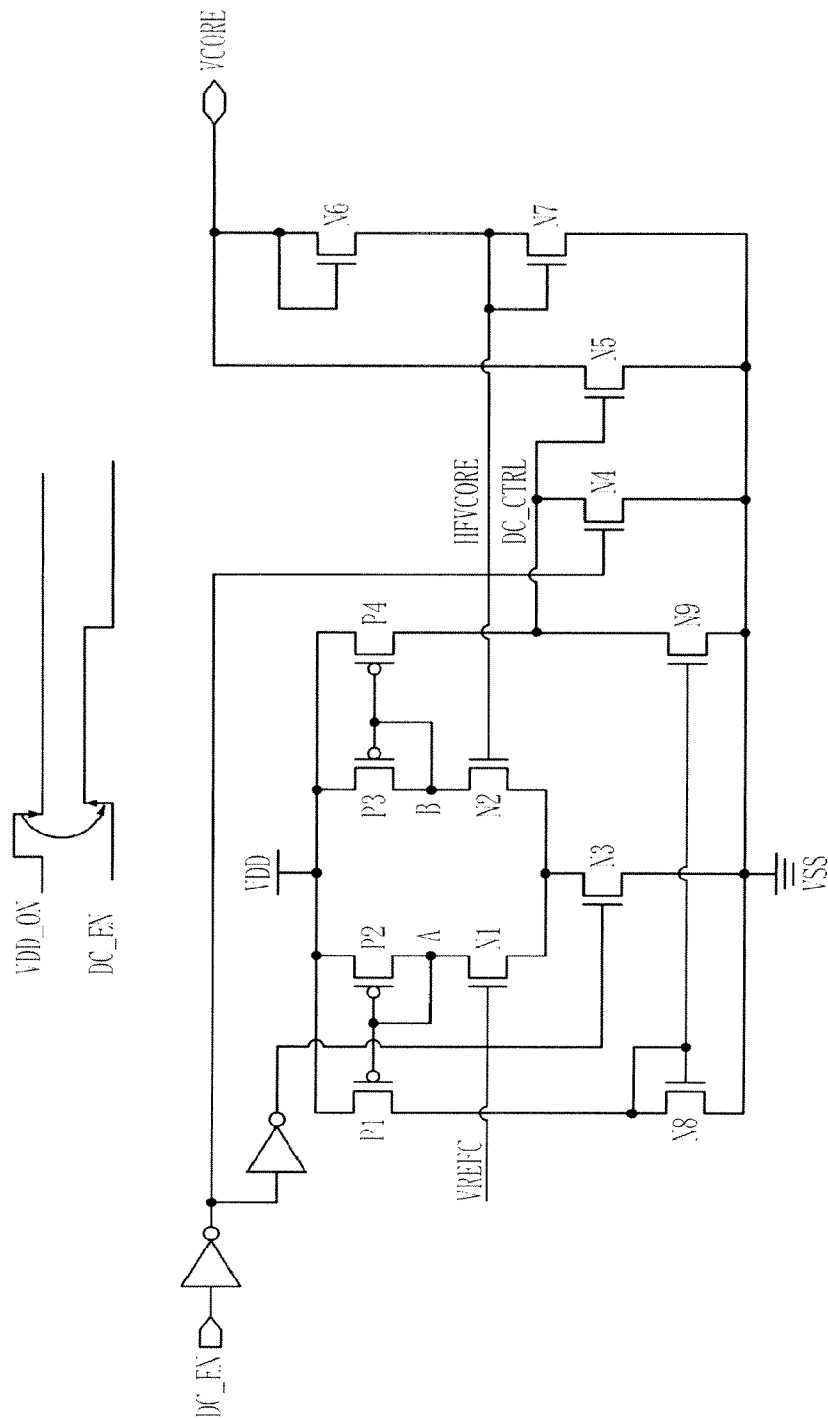 VDD_ON
DC_EN
DC_EN
VCORE
VDD
P1
P2
P3
P4
A
B
N1
N2
VREFC
HFVCORE
DC_CTRL
N6
N7
N3
N4
N5
N8
N9
VSS